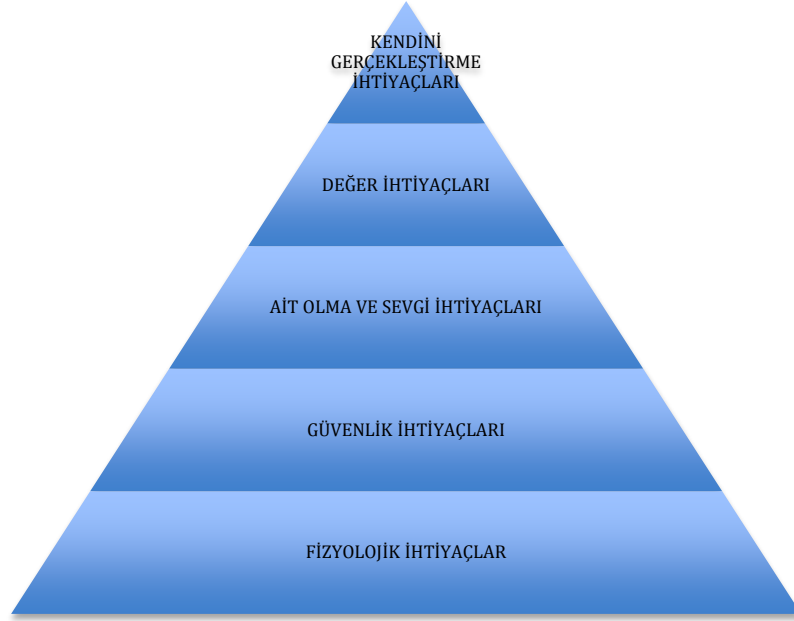 KENDİNİ
GERÇEKLEŞTİRME
İHTİYAÇLARI
DEĞER İHTİYAÇLARI
AİT OLMA VE SEVGİ İHTİYAÇLARI
GÜVENLİK İHTİYAÇLARI
FİZYOLOJİK İHTİYAÇLAR